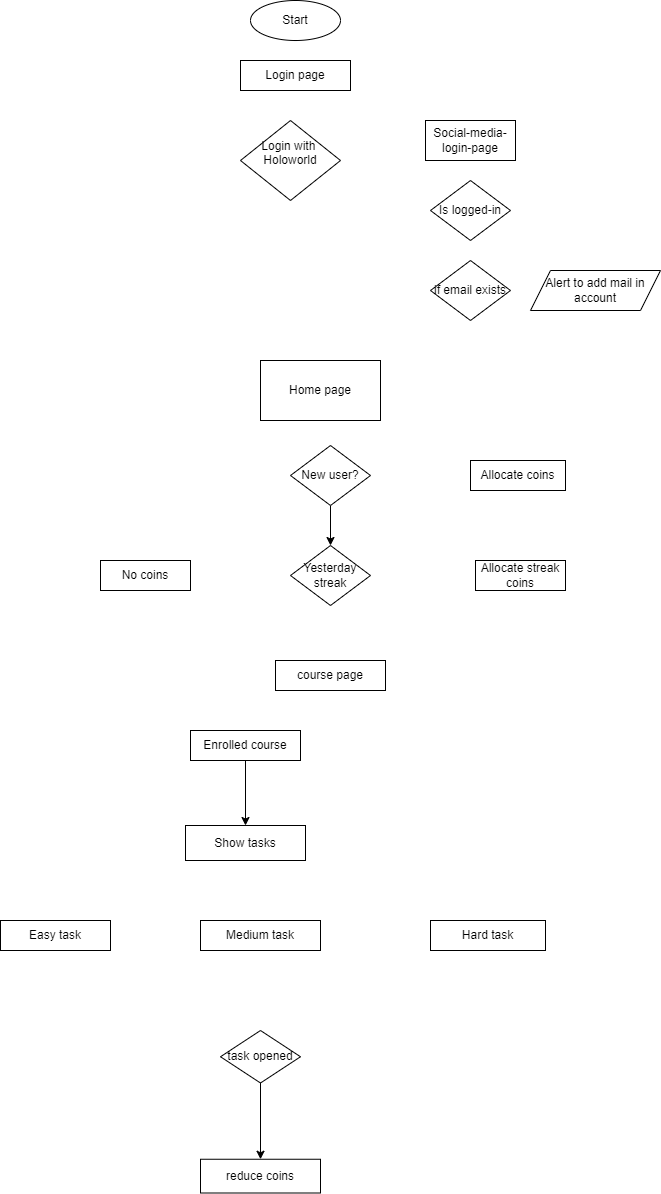 Start
Login page
Login with
Holoworld
Social-media-
login-page
Is logged-in
If email exists
Alert to add mail in
account
Home page
New user?
Allocate coins
No coins
Yesterday
streak
Allocate streak
coins
course page
Enrolled course
Show tasks
Easy task
Medium task
Hard task
task opened
reduce coins